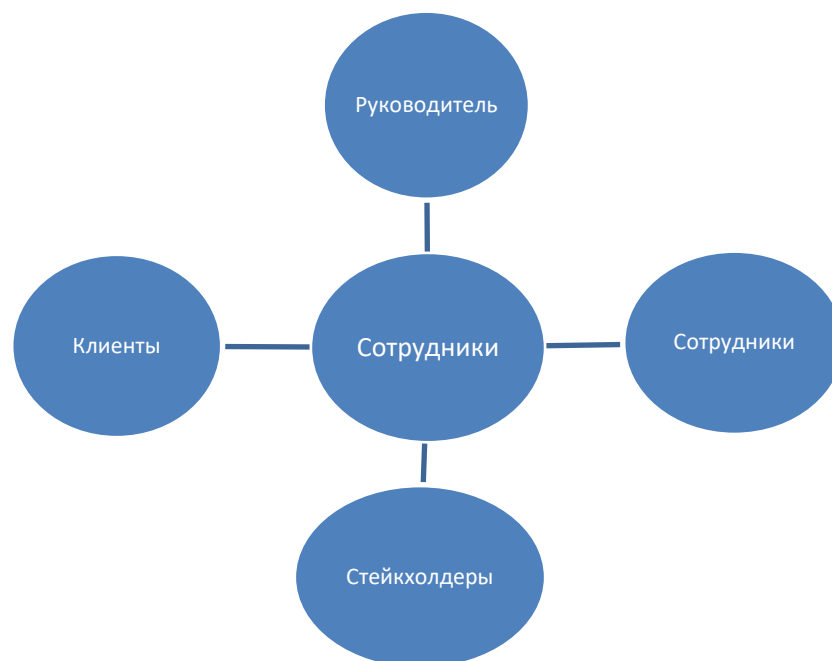 Руководитель
Клиенты
Сотрудники
Сотрудники
Стейкхолдеры